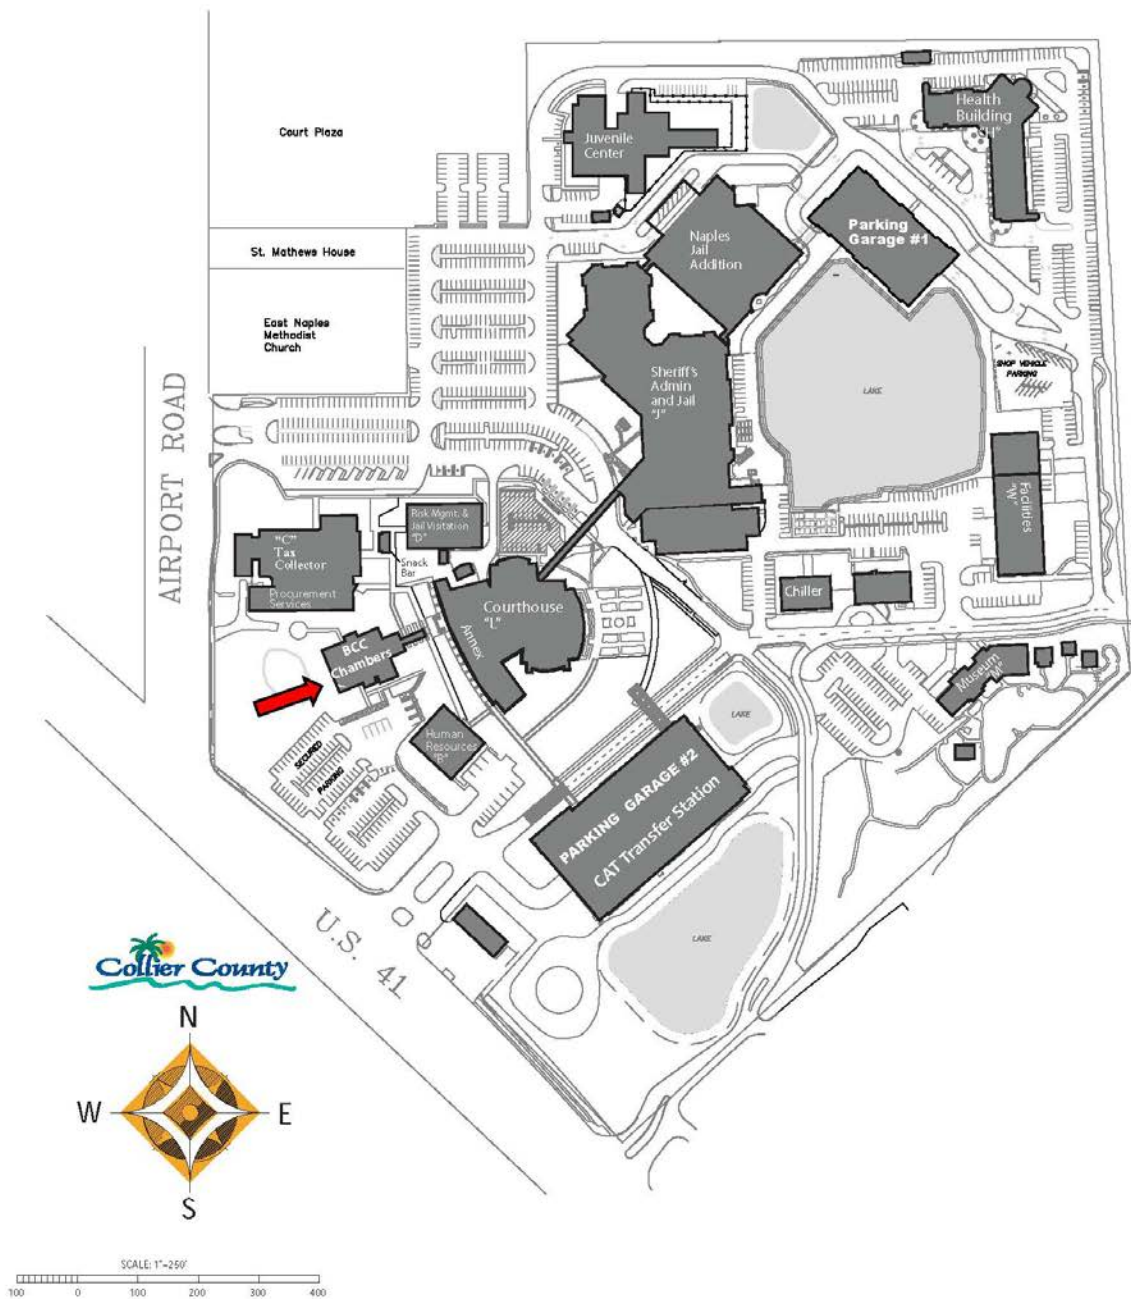 Court Plaza
St. Mathews House
East Naples
Methodist
Church
AIRPORT ROAD
Juvenile
Center
Health
Building
"H"
Parking
Garage #1
Naples
Jail
Addition
Sheriff's
Admin
and Jail
"J"
LAKE
SHOP VEHICLE
PARKING
Facilities
"W"
Risk Mgmt. &
Jail Visitation
"D"
"C"
Tax
Collector
Snack
Bar
Procurement
Services
Courthouse
"L"
Annex
Chiller
BCC
Chambers
Museum
"M"
Human
Resources
"B"
SECURED
PARKING
LAKE
PARKING GARAGE #2
CAT Transfer Station
LAKE
U.S. 41
Collier County
N
W E
S
SCALE: 1"=250'
100 0 100 200 300 400